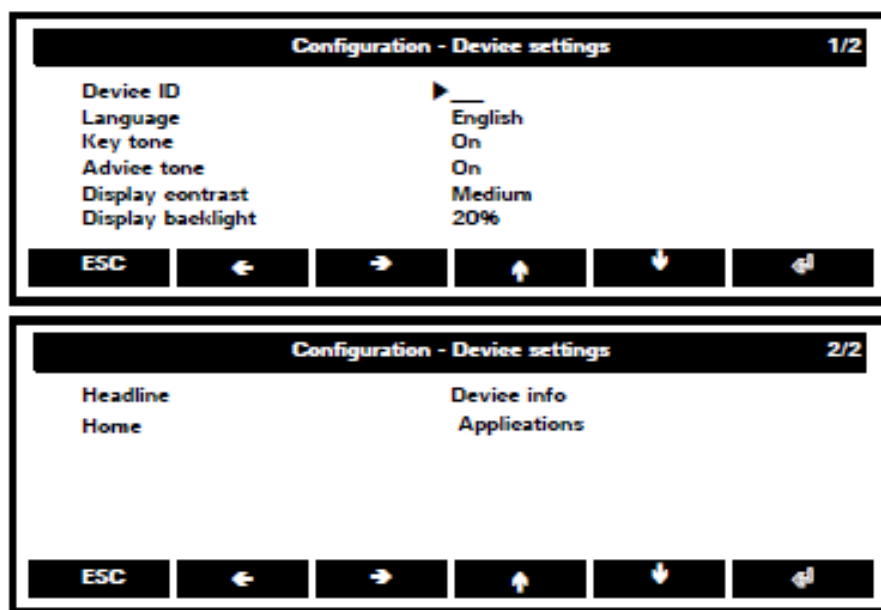 Configuration - Device settings 1/2
Device ID ▶__
Language English
Key tone On
Advice tone On
Display contrast Medium
Display backlight 20%
ESC ← → ↑ ↓ ↵
Configuration - Device settings 2/2
Headline Device info
Home Applications
ESC ← → ↑ ↓ ↵